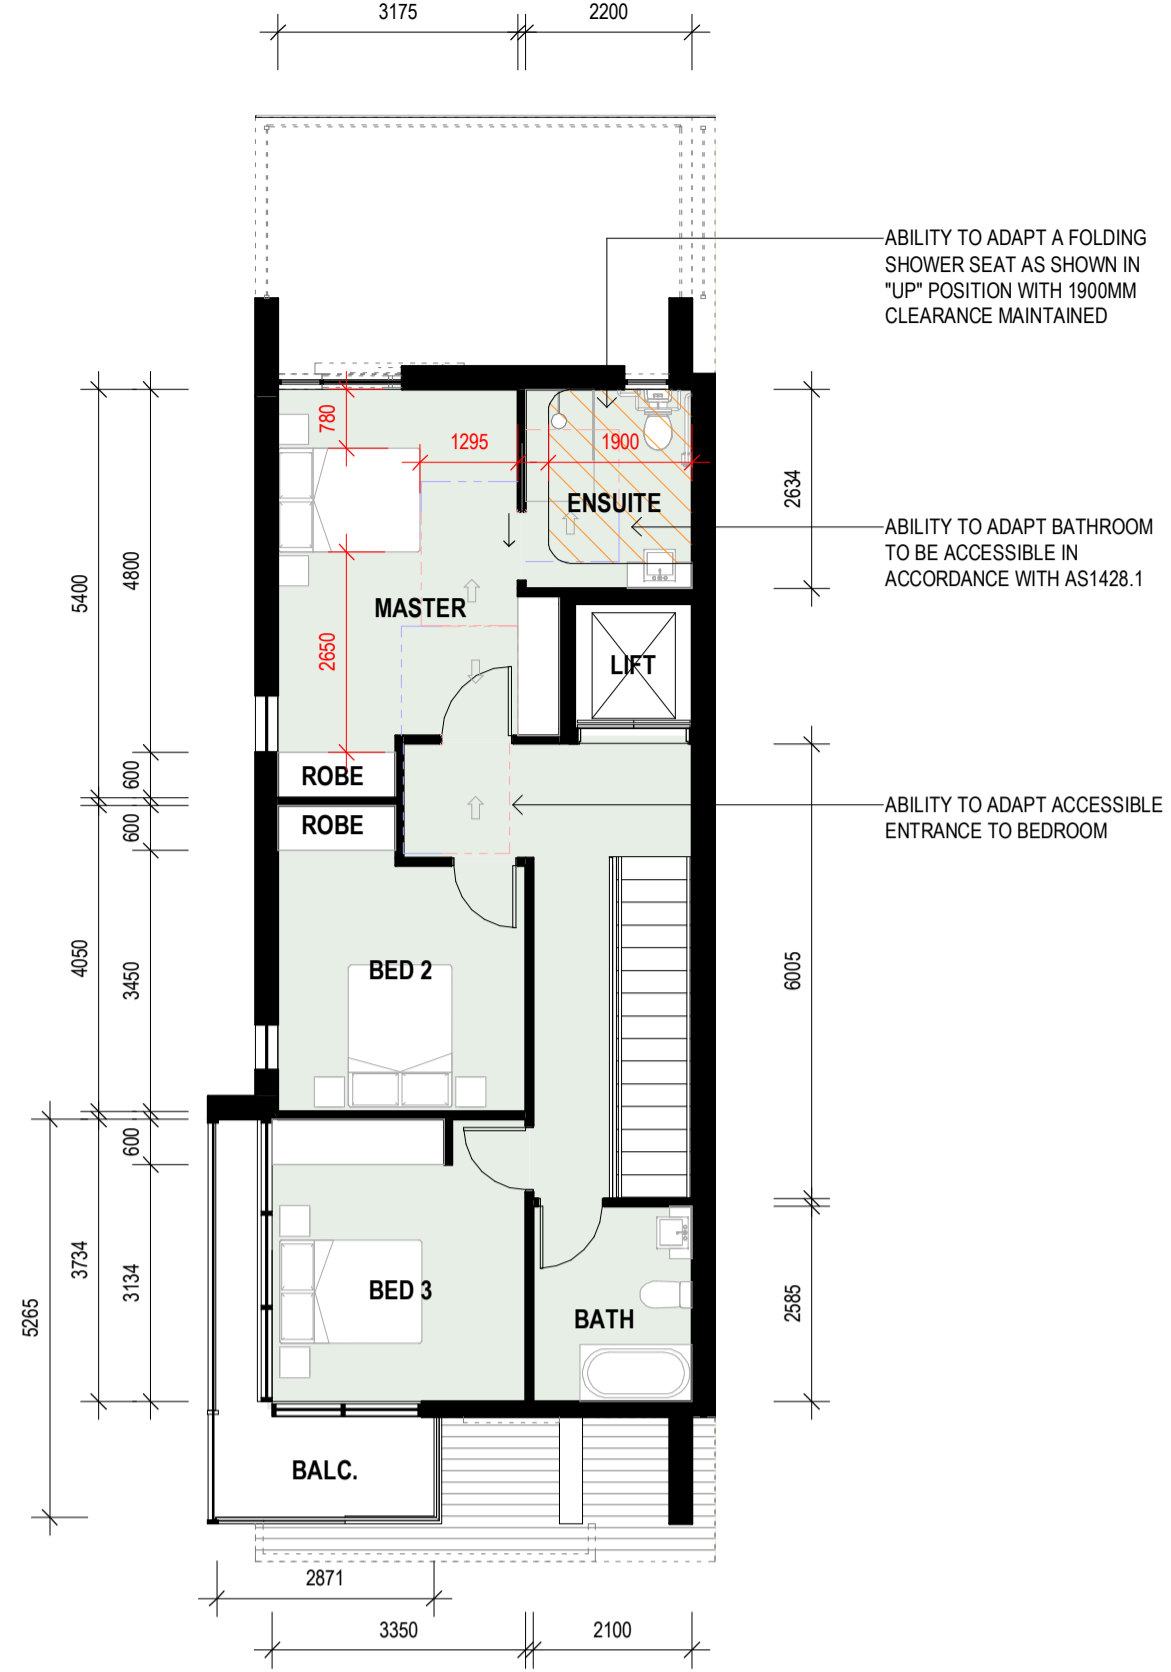 3175
2200
ABILITY TO ADAPT A FOLDING
SHOWER SEAT AS SHOWN IN
"UP" POSITION WITH 1900MM
CLEARANCE MAINTAINED
780
1295
1900
2634
ENSUITE
ABILITY TO ADAPT BATHROOM
TO BE ACCESSIBLE IN
ACCORDANCE WITH AS1428.1
5400
4800
MASTER
2650
LIFT
600
ROBE
600
ROBE
ABILITY TO ADAPT ACCESSIBLE
ENTRANCE TO BEDROOM
4050
3450
BED 2
6005
600
5265
3734
3134
BED 3
BATH
2585
BALC.
2871
3350
2100